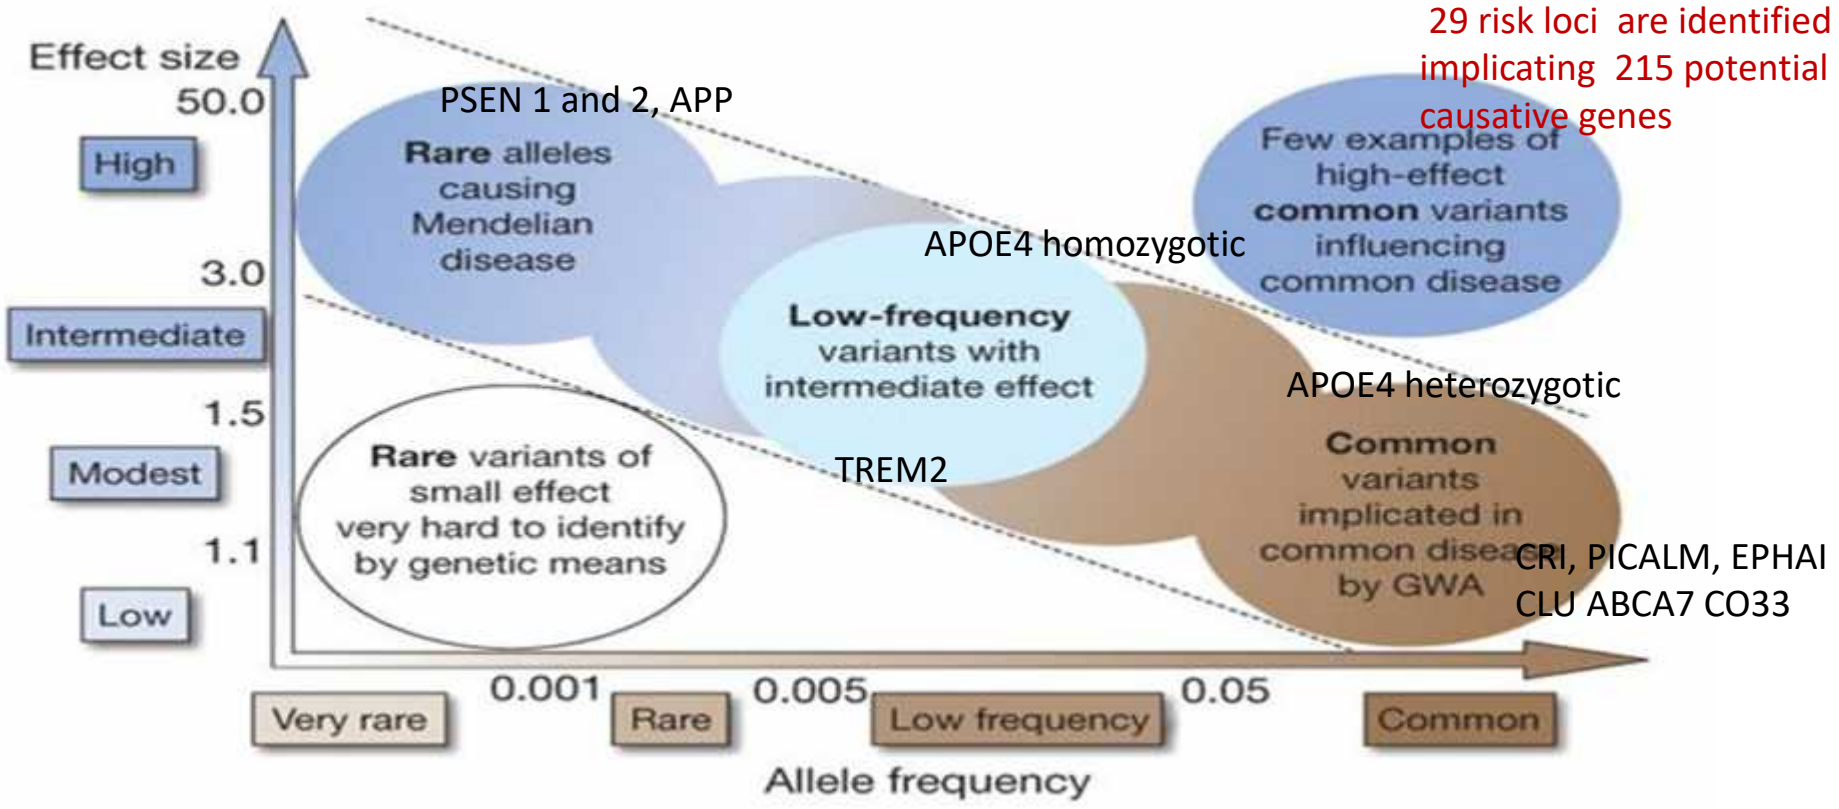 29 risk loci are identified
implicating 215 potential
causative genes
Effect size
50.0
High
3.0
Intermediate
1.5
Modest
1.1
Low
PSEN 1 and 2, APP
Rare alleles
causing
Mendelian
disease
Few examples of
high-effect
common variants
influencing
common disease
APOE4 homozygotic
Low-frequency
variants with
intermediate effect
APOE4 heterozygotic
TREM2
Rare variants of
small effect
very hard to identify
by genetic means
Common
variants
implicated in
common disease
by GWA
CRI, PICALM, EPHAI
CLU ABCA7 CO33
0.001
0.005
0.05
Very rare
Rare
Low frequency
Common
Allele frequency